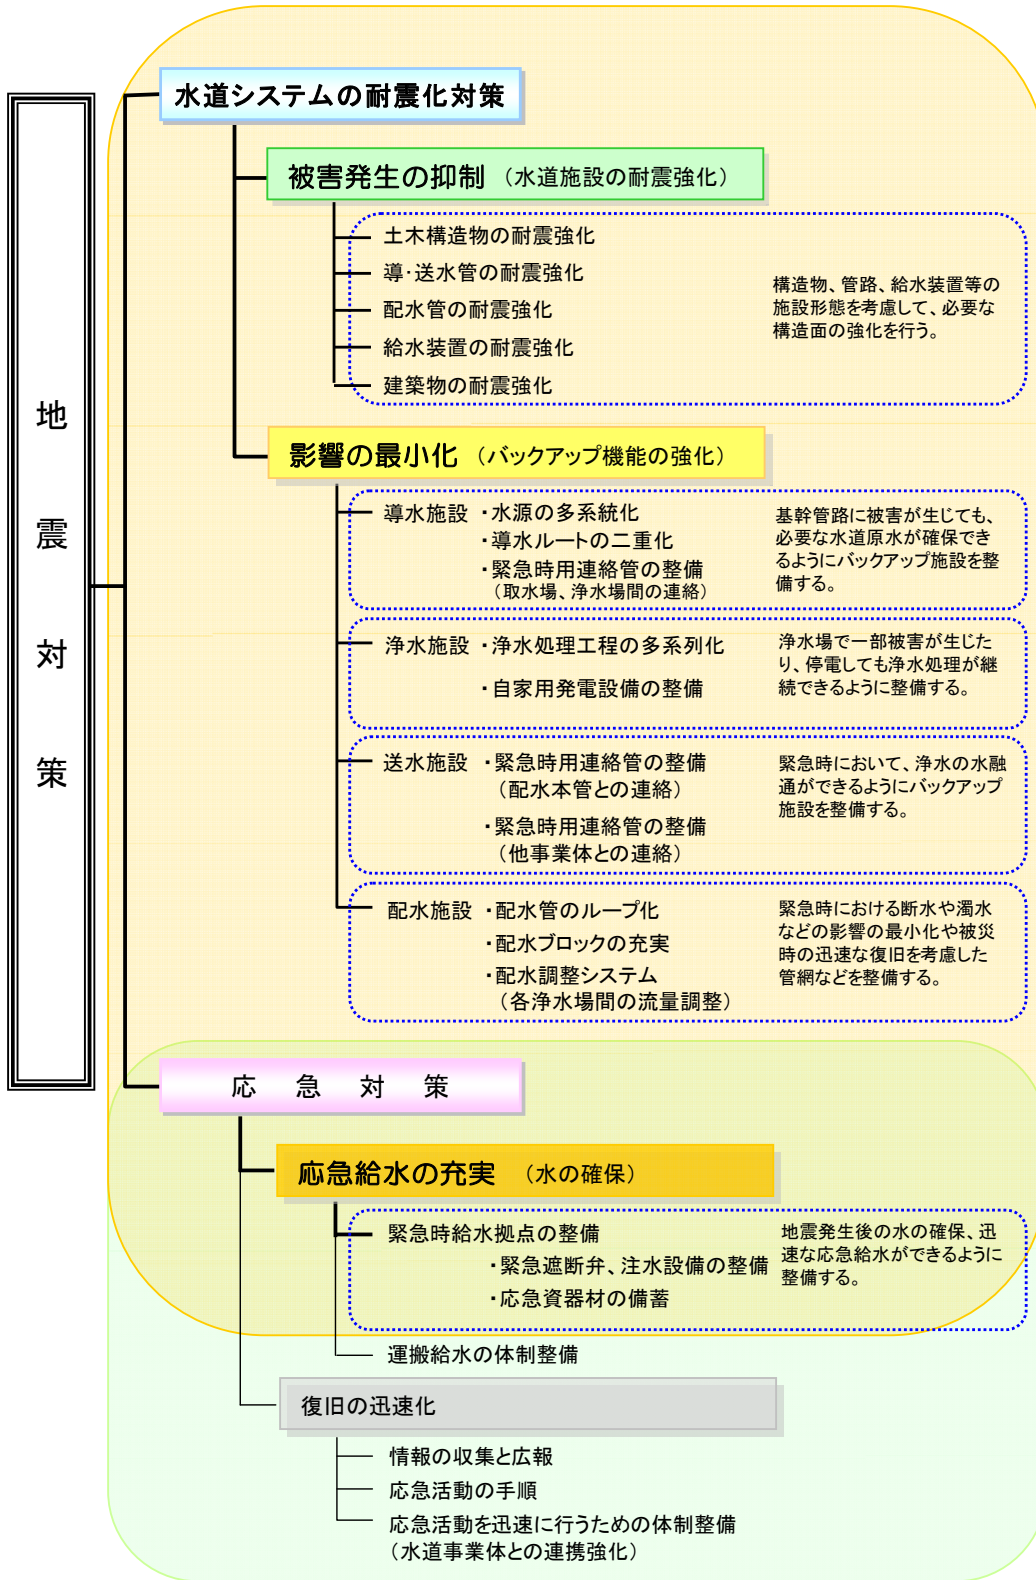 地震対策
水道システムの耐震化対策
被害発生の抑制（水道施設の耐震強化）
土木構造物の耐震強化
導・送水管の耐震強化
配水管の耐震強化
給水装置の耐震強化
建築物の耐震強化
構造物、管路、給水装置等の
施設形態を考慮して、必要な
構造面の強化を行う。
影響の最小化（バックアップ機能の強化）
導水施設 ・水源の多系統化
・導水ルートの二重化
・緊急時用連絡管の整備
（取水場、浄水場間の連絡）
基幹管路に被害が生じても、
必要な水道原水が確保でき
るようにバックアップ施設を整
備する。
浄水施設 ・浄水処理工程の多系列化
・自家用発電設備の整備
浄水場で一部被害が生じた
り、停電しても浄水処理が継
続できるように整備する。
送水施設 ・緊急時用連絡管の整備
（配水本管との連絡）
・緊急時用連絡管の整備
（他事業体との連絡）
緊急時において、浄水の水融
通ができるようにバックアップ
施設を整備する。
配水施設 ・配水管のループ化
・配水ブロックの充実
・配水調整システム
（各浄水場間の流量調整）
緊急時における断水や濁水
などの影響の最小化や被災
時の迅速な復旧を考慮した
管網などを整備する。
応急対策
応急給水の充実（水の確保）
緊急時給水拠点の整備
・緊急遮断弁、注水設備の整備
・応急資器材の備蓄
地震発生後の水の確保、迅
速な応急給水ができるように
整備する。
運搬給水の体制整備
復旧の迅速化
情報の収集と広報
応急活動の手順
応急活動を迅速に行うための体制整備
（水道事業体との連携強化）